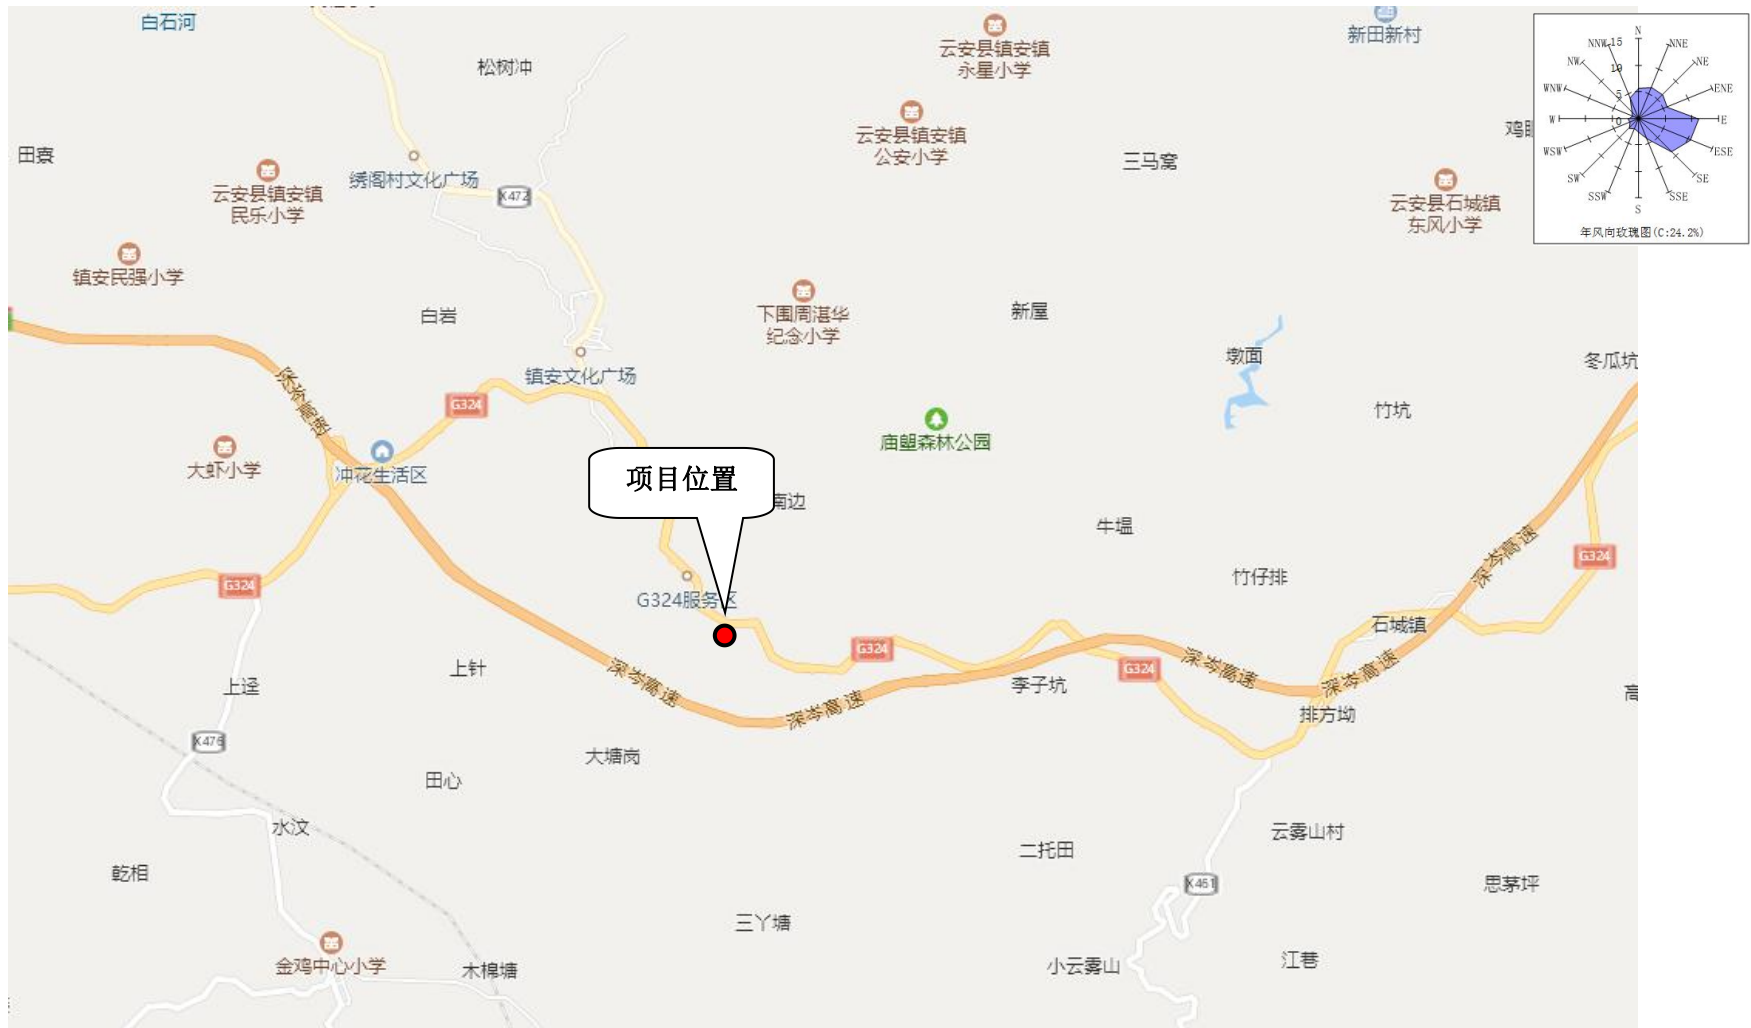 白石河
松树冲
云安县镇安镇
永星小学
新田新村
云安县镇安镇
公安小学
田寮
三马窝
绣阁村文化广场
X472
云安县镇安镇
民乐小学
云安县石城镇
东风小学
镇安民强小学
白岩
下围周湛华
纪念小学
新屋
墩面
冬瓜坑
深岑高速
镇安文化广场
G324
竹坑
庙曌森林公园
大虾小学
冲花生活区
项目位置
南边
牛塭
深岑高速
G324
竹仔排
G324
G324服务区
石城镇
G324
上迳
上针
深岑高速
李子坑
G324
深岑高速
深岑高速
深岑高速
排方坳
X476
大塘岗
田心
水汶
云雾山村
二托田
乾相
X461
思茅坪
三丫塘
金鸡中心小学
木棉塘
小云雾山
江巷
N
NNE
NE
ENE
E
ESE
SE
SSE
S
SSW
SW
WSW
W
WNW
NW
NNW
15
10
5
0
年风向玫瑰图(C:24.2%)